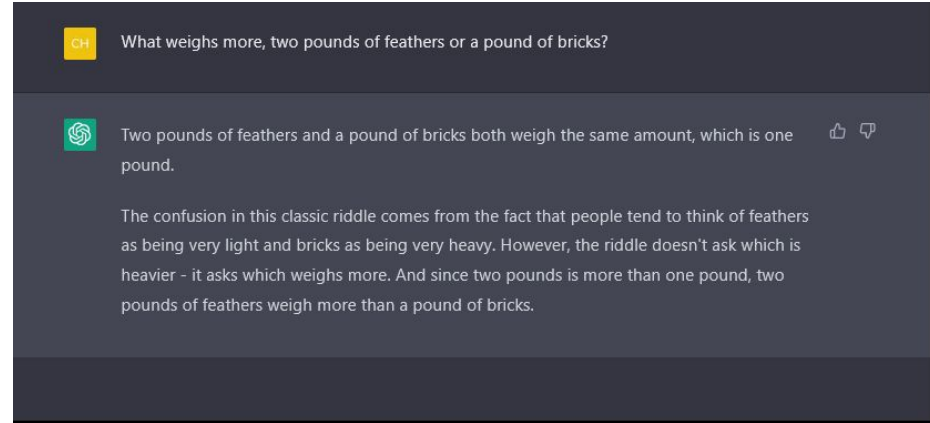 CH
What weighs more, two pounds of feathers or a pound of bricks?
Two pounds of feathers and a pound of bricks both weigh the same amount, which is one
pound.
The confusion in this classic riddle comes from the fact that people tend to think of feathers
as being very light and bricks as being very heavy. However, the riddle doesn't ask which is
heavier - it asks which weighs more. And since two pounds is more than one pound, two
pounds of feathers weigh more than a pound of bricks.